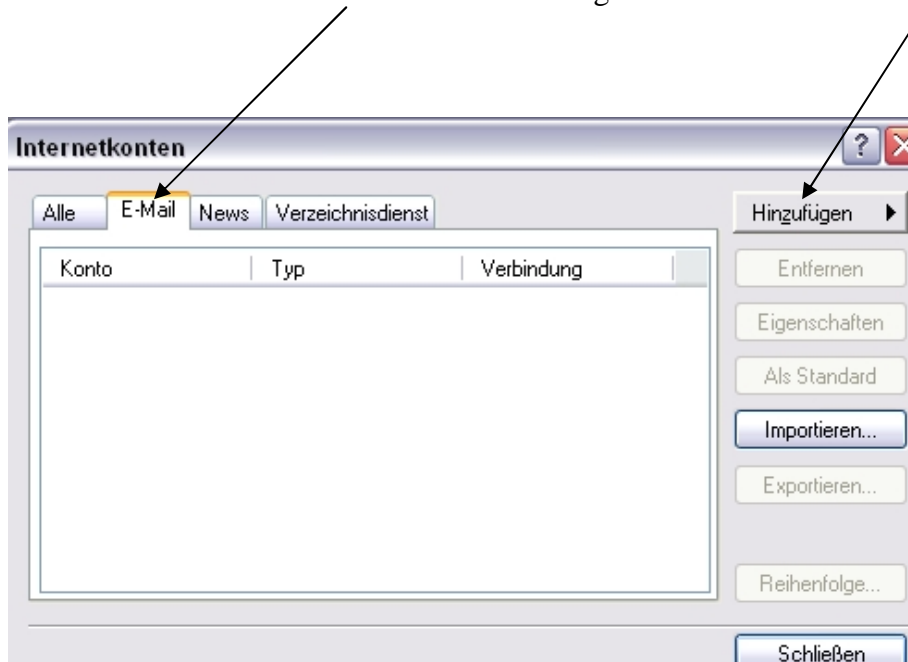 Internetkonten
Alle E-Mail News Verzeichnisdienst
Konto Typ Verbindung
Hinzufügen
Entfernen
Eigenschaften
Als Standard
Importieren...
Exportieren...
Reihenfolge...
Schließen